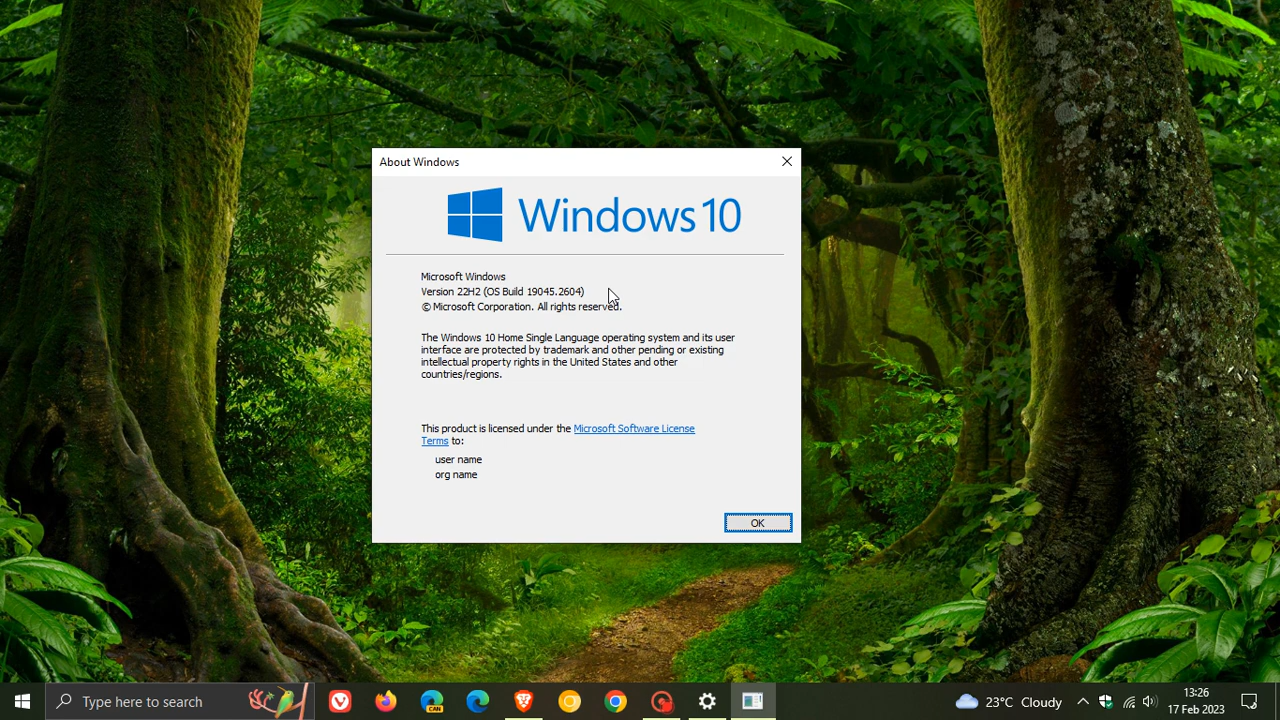 About Windows
Windows 10
Microsoft Windows
Version 22H2 (OS Build 19045.2604)
© Microsoft Corporation. All rights reserved.
The Windows 10 Home Single Language operating system and its user
interface are protected by trademark and other pending or existing
intellectual property rights in the United States and other
countries/regions.
This product is licensed under the Microsoft Software License
Terms to:
user name
org name
OK
Type here to search
CAN
23°C Cloudy
13:26
17 Feb 2023